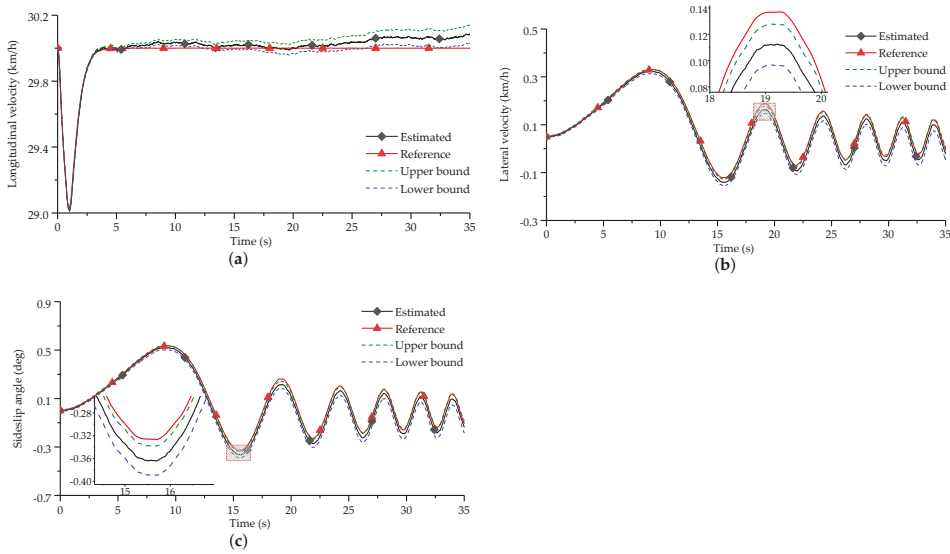 30.2
29.8
29.4
29.0
Longitudinal velocity (km/h)
Estimated
Reference
Upper bound
Lower bound
0 5 10 15 20 25 30 35
Time (s)
(a)
0.5
0.3
0.1
-0.1
-0.3
Lateral velocity (km/h)
0.14
0.12
0.10
0.08
18 19 20
Estimated
Reference
Upper bound
Lower bound
0 5 10 15 20 25 30 35
Time (s)
(b)
0.9
0.5
0.1
-0.3
-0.7
Sideslip angle (deg)
Estimated
Reference
Upper bound
Lower bound
-0.28
-0.32
-0.36
-0.40
15 16
0 5 10 15 20 25 30 35
Time (s)
(c)